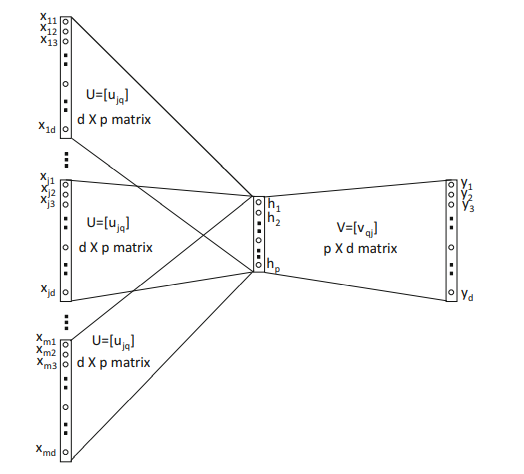 x11
x12
x13
U=[ujq]
d X p matrix
x1d
xj1
xj2
xj3
U=[ujq]
d X p matrix
xjd
xm1
xm2
xm3
U=[ujq]
d X p matrix
xmd
h1
h2
hp
V=[vqj]
p X d matrix
y1
y2
y3
yd